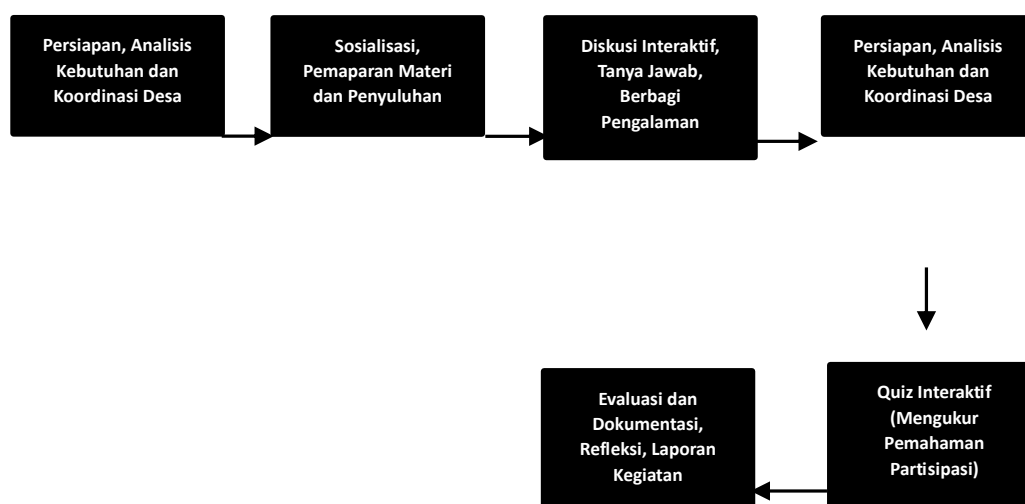 Persiapan, Analisis
Kebutuhan dan
Koordinasi Desa
Sosialisasi,
Pemaparan Materi
dan Penyuluhan
Diskusi Interaktif,
Tanya Jawab,
Berbagi
Pengalaman
Persiapan, Analisis
Kebutuhan dan
Koordinasi Desa
Quiz Interaktif
(Mengukur
Pemahaman
Partisipasi)
Evaluasi dan
Dokumentasi,
Refleksi, Laporan
Kegiatan